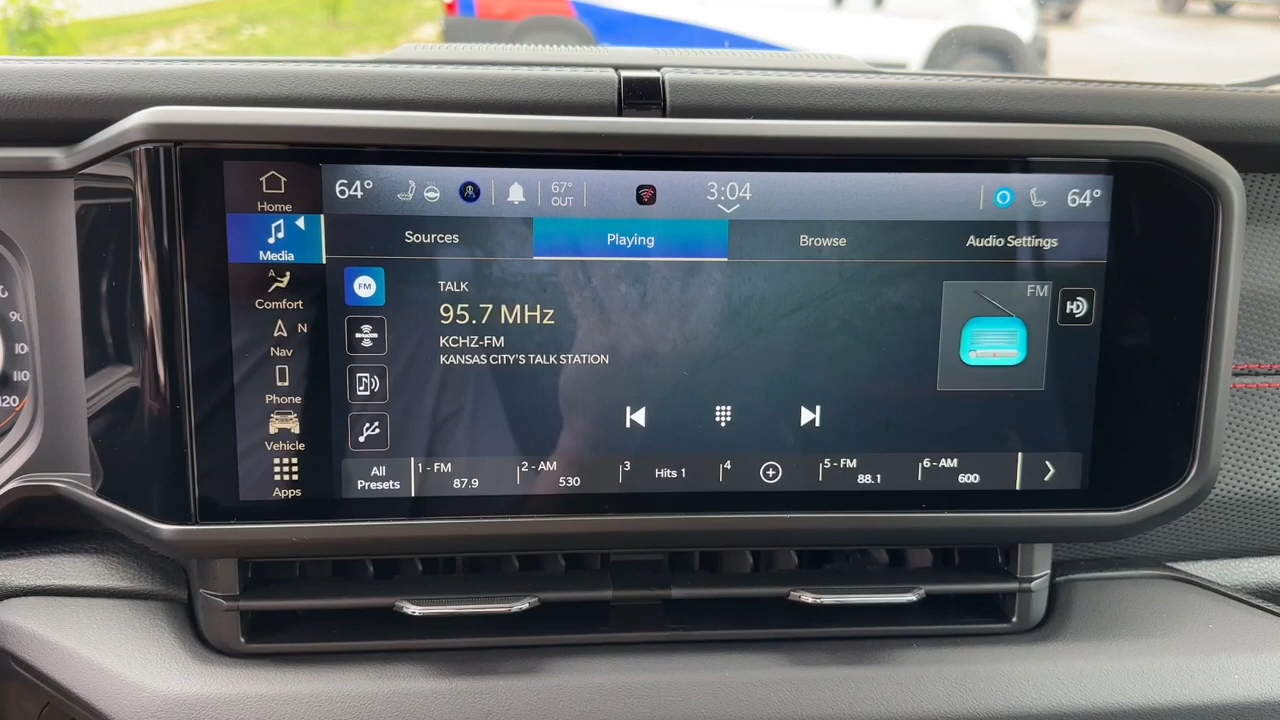 64°
67°
OUT
3:04
64°
Home
Media
A
Comfort
N
Nav
Phone
Vehicle
Apps
Sources
Playing
Browse
Audio Settings
FM
TALK
95.7 MHz
KCHZ-FM
KANSAS CITY'S TALK STATION
FM
HD
All
Presets
1 - FM
87.9
2 - AM
530
3
Hits 1
4
5 - FM
88.1
6 - AM
600
110
120